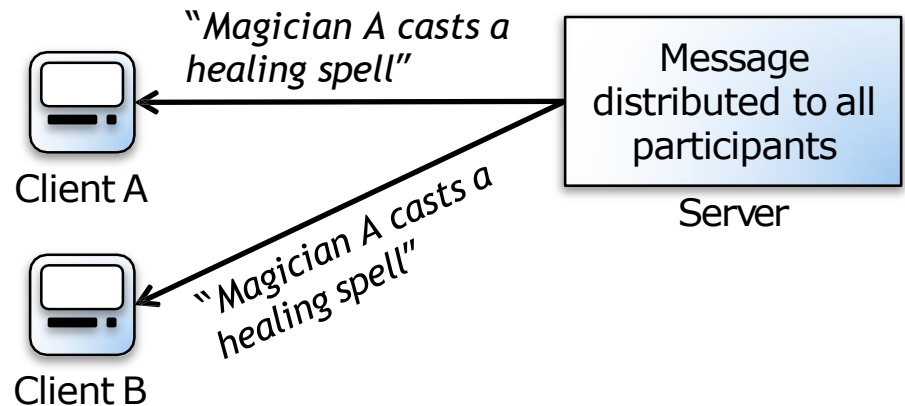 “Magician A casts a
healing spell”
Message
distributed to all
participants
Client A
Server
“Magician A casts a
healing spell”
Client B